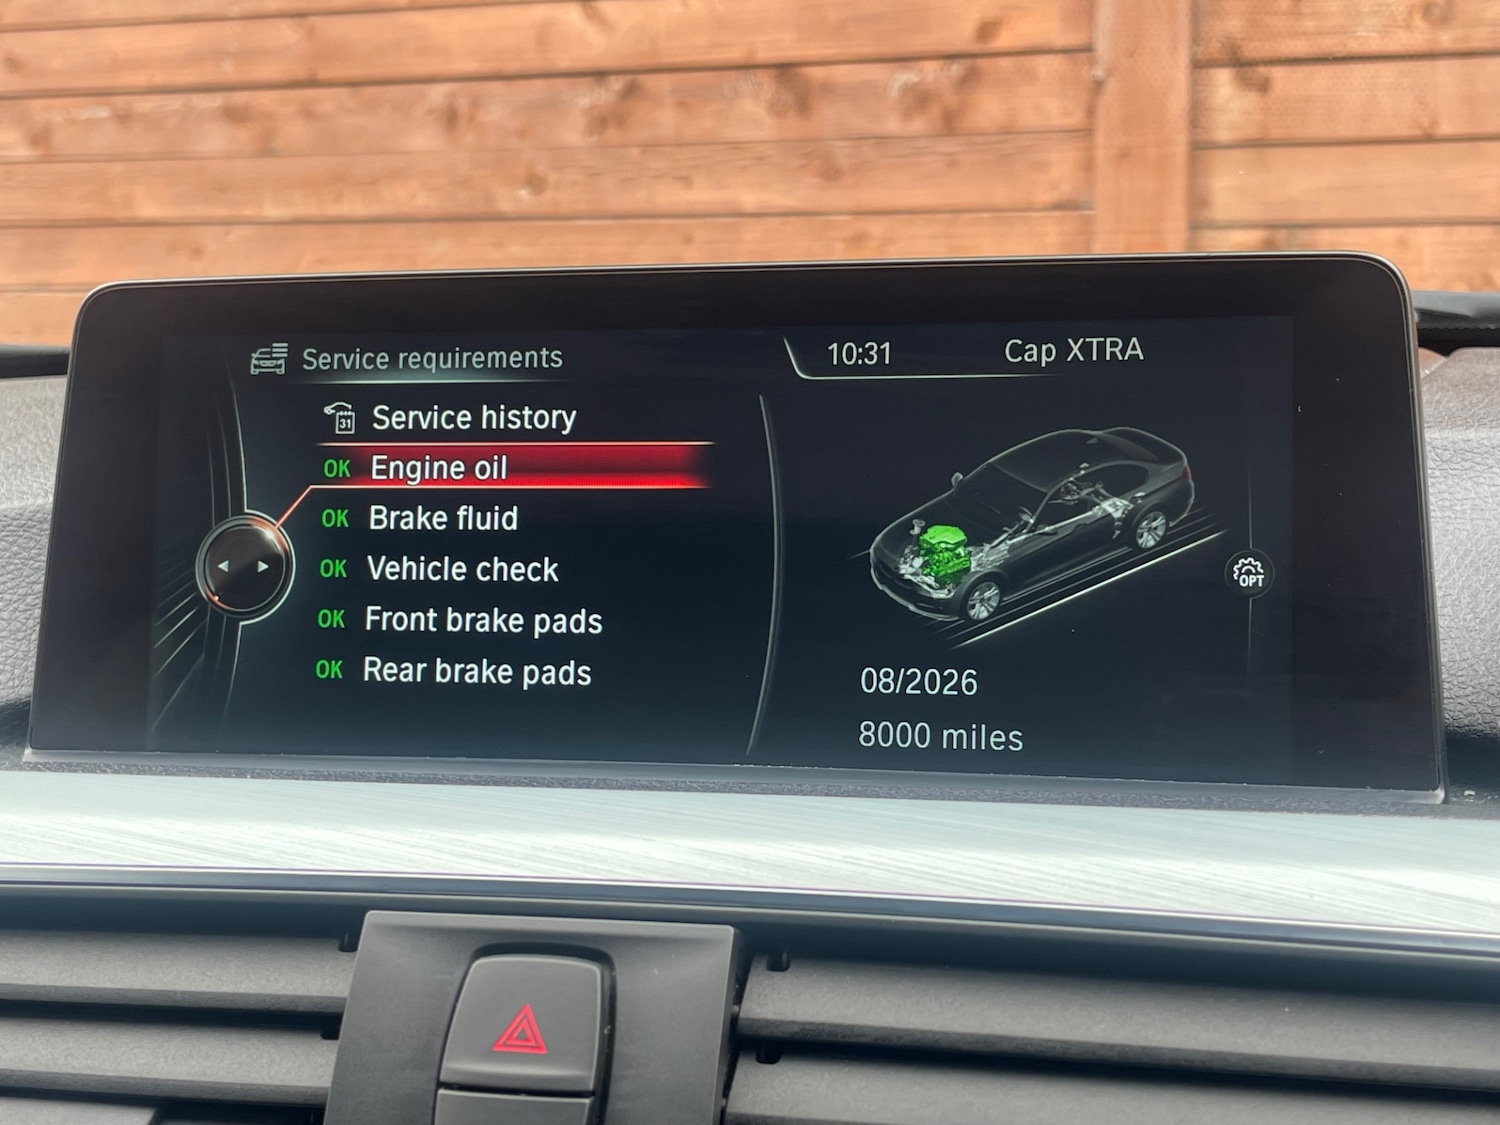 Service requirements
10:31
Cap XTRA
31 Service history
OK Engine oil
OK Brake fluid
OK Vehicle check
OK Front brake pads
OK Rear brake pads
OPT
08/2026
8000 miles